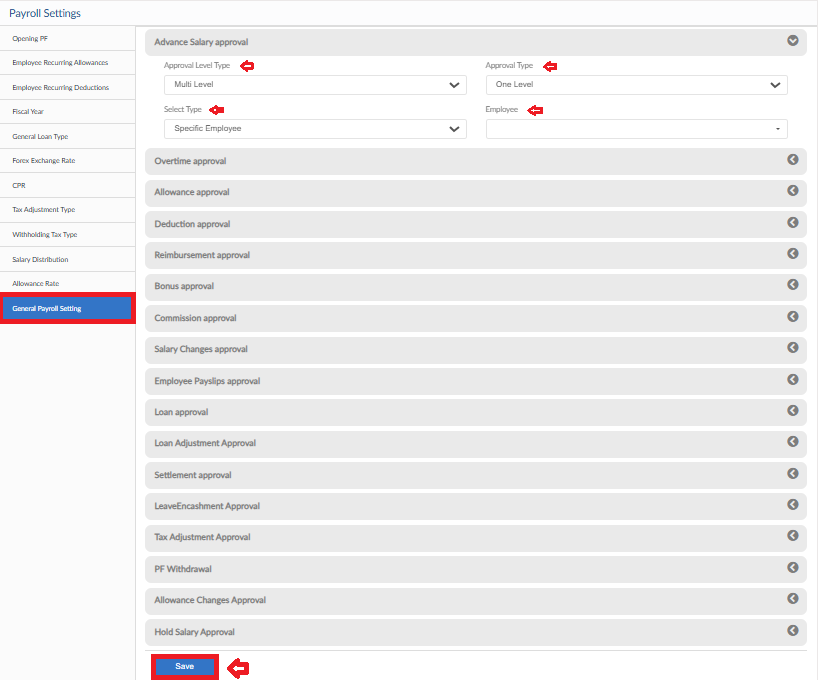 Payroll Settings
Opening PF
Employee Recurring Allowances
Employee Recurring Deductions
Fiscal Year
General Loan Type
Forex Exchange Rate
CPR
Tax Adjustment Type
Withholding Tax Type
Salary Distribution
Allowance Rate
General Payroll Setting
Advance Salary approval
Approval Level Type
Approval Type
Multi Level
One Level
Select Type
Employee
Specific Employee
Overtime approval
Allowance approval
Deduction approval
Reimbursement approval
Bonus approval
Commission approval
Salary Changes approval
Employee Payslips approval
Loan approval
Loan Adjustment Approval
Settlement approval
LeaveEncashment Approval
Tax Adjustment Approval
PF Withdrawal
Allowance Changes Approval
Hold Salary Approval
Save